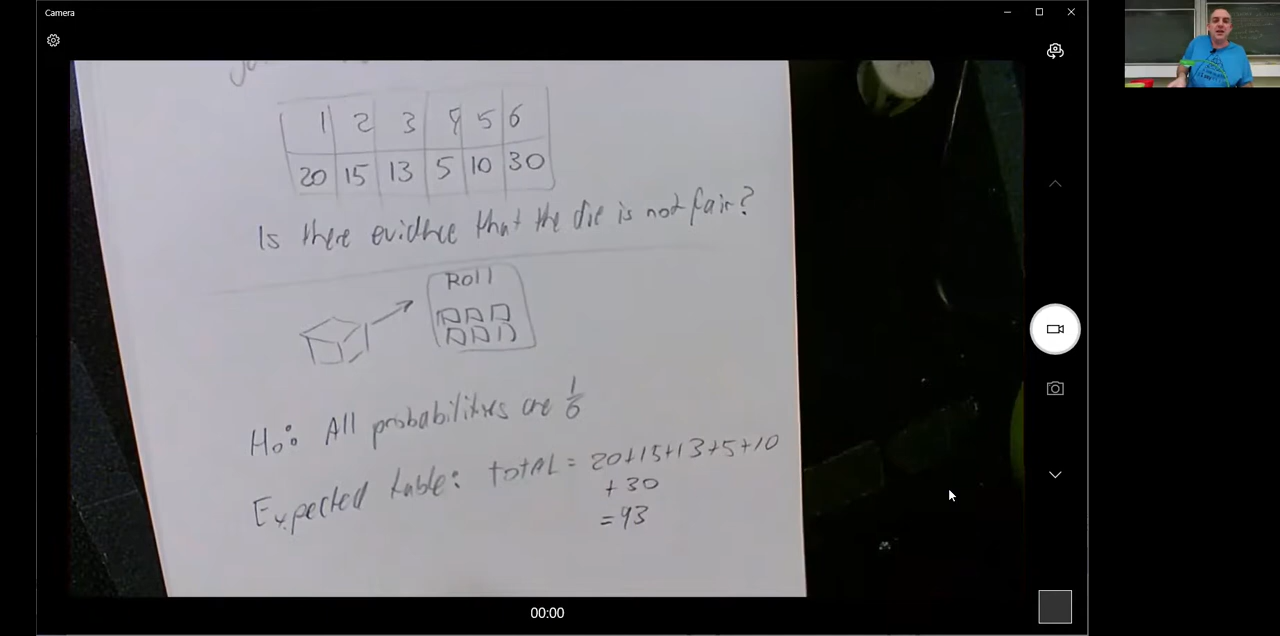 Camera
1 2 3 4 5 6
20 15 13 5 10 30
Is there evidence that the die is not fair?
Roll
Ho: All probabilities are 1/6
Expected table: TOTAL = 20+15+13+5+10
+ 30
= 93
00:00